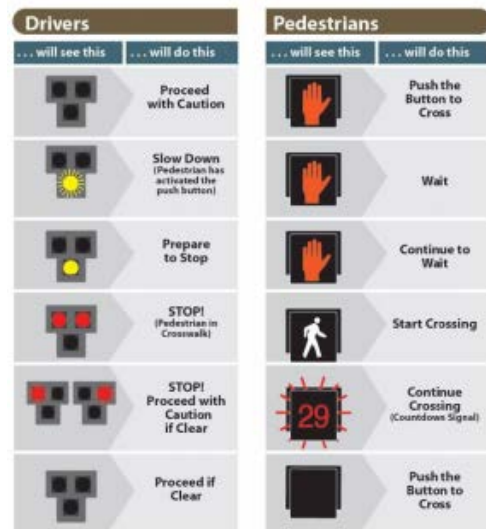 Drivers
... will see this
... will do this
Proceed
with Caution
Slow Down
(Pedestrian has
activated the
push button)
Prepare
to Stop
STOP!
(Pedestrian in
Crosswalk)
STOP!
Proceed with
Caution
if Clear
Proceed if
Clear
Pedestrians
... will see this
... will do this
Push the
Button to
Cross
Wait
Continue to
Wait
Start Crossing
29
Continue
Crossing
(Countdown Signal)
Push the
Button to
Cross